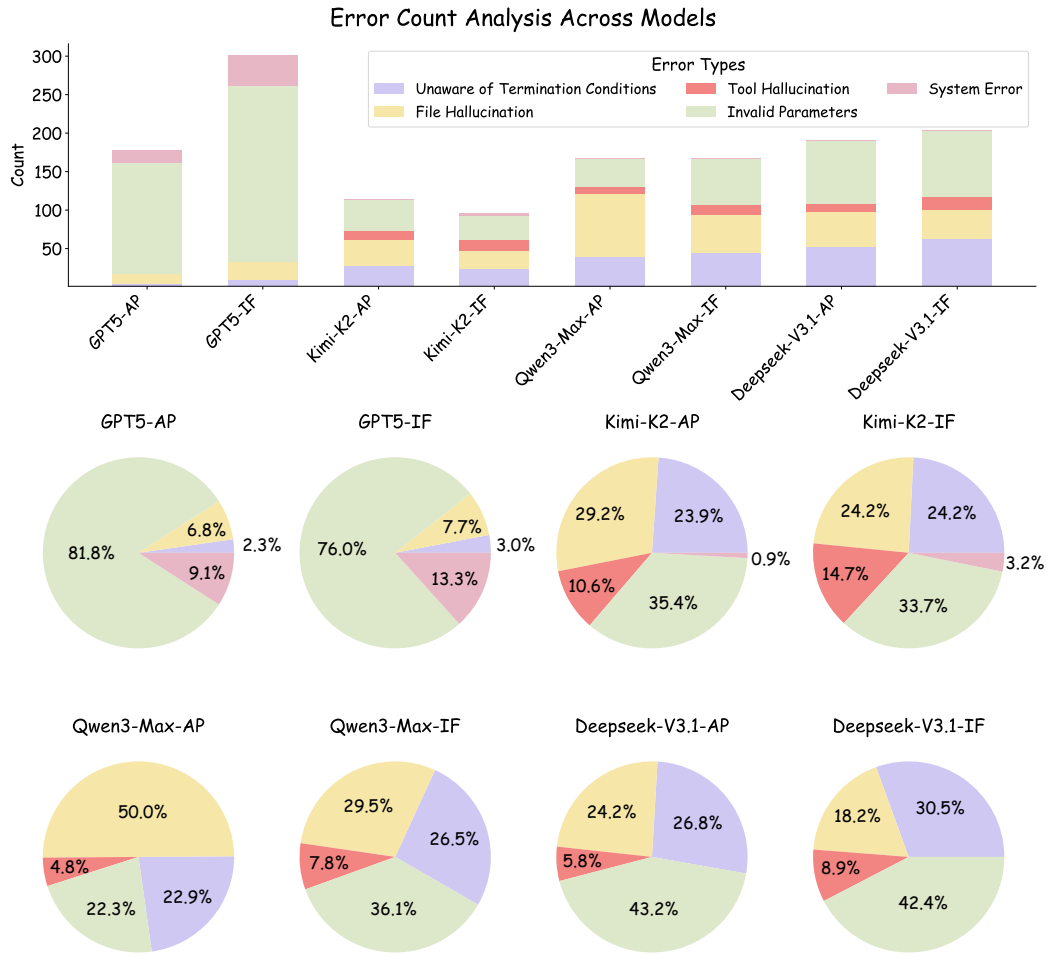 Error Count Analysis Across Models
Count
300
250
200
150
100
50
Error Types
Unaware of Termination Conditions
File Hallucination
Tool Hallucination
Invalid Parameters
System Error
GPT5-AP
GPT5-IF
Kimi-K2-AP
Kimi-K2-IF
Qwen3-Max-AP
Qwen3-Max-IF
Deepseek-V3.1-AP
Deepseek-V3.1-IF
GPT5-AP
81.8%
6.8%
2.3%
9.1%
GPT5-IF
76.0%
7.7%
3.0%
13.3%
Kimi-K2-AP
29.2%
23.9%
10.6%
35.4%
0.9%
Kimi-K2-IF
24.2%
24.2%
14.7%
33.7%
3.2%
Qwen3-Max-AP
50.0%
4.8%
22.3%
22.9%
Qwen3-Max-IF
29.5%
26.5%
7.8%
36.1%
Deepseek-V3.1-AP
24.2%
26.8%
5.8%
43.2%
Deepseek-V3.1-IF
18.2%
30.5%
8.9%
42.4%